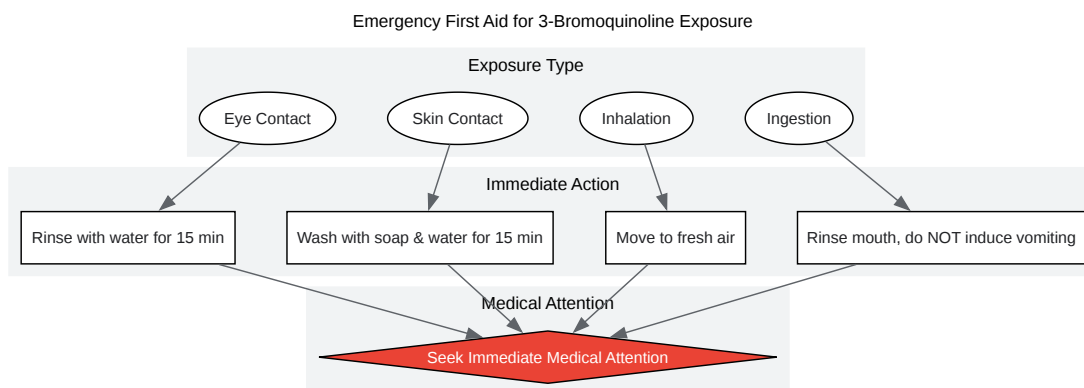 Emergency First Aid for 3-Bromoquinoline Exposure
Exposure Type
Eye Contact
Skin Contact
Inhalation
Ingestion
Immediate Action
Rinse with water for 15 min
Wash with soap & water for 15 min
Move to fresh air
Rinse mouth, do NOT induce vomiting
Medical Attention
Seek Immediate Medical Attention